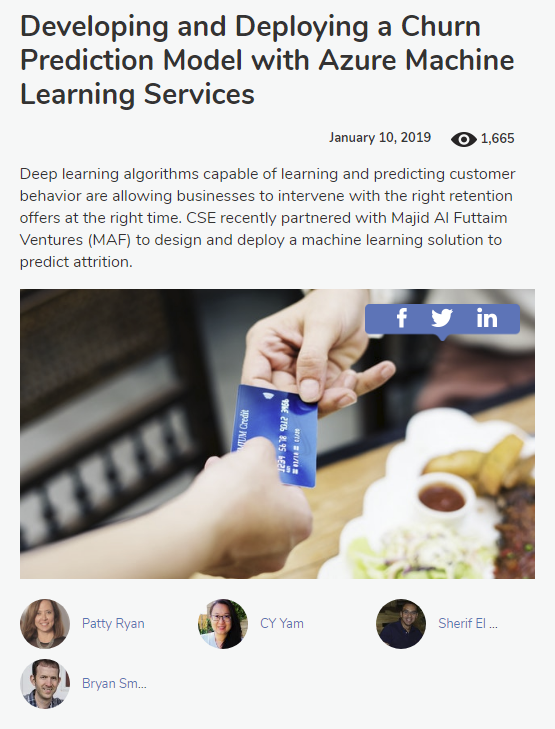 Developing and Deploying a Churn
Prediction Model with Azure Machine
Learning Services
January 10, 2019 1,665
Deep learning algorithms capable of learning and predicting customer
behavior are allowing businesses to intervene with the right retention
offers at the right time. CSE recently partnered with Majid Al Futtaim
Ventures (MAF) to design and deploy a machine learning solution to
predict attrition.
Credit
Patty Ryan CY Yam Sherif El ...
Bryan Sm...